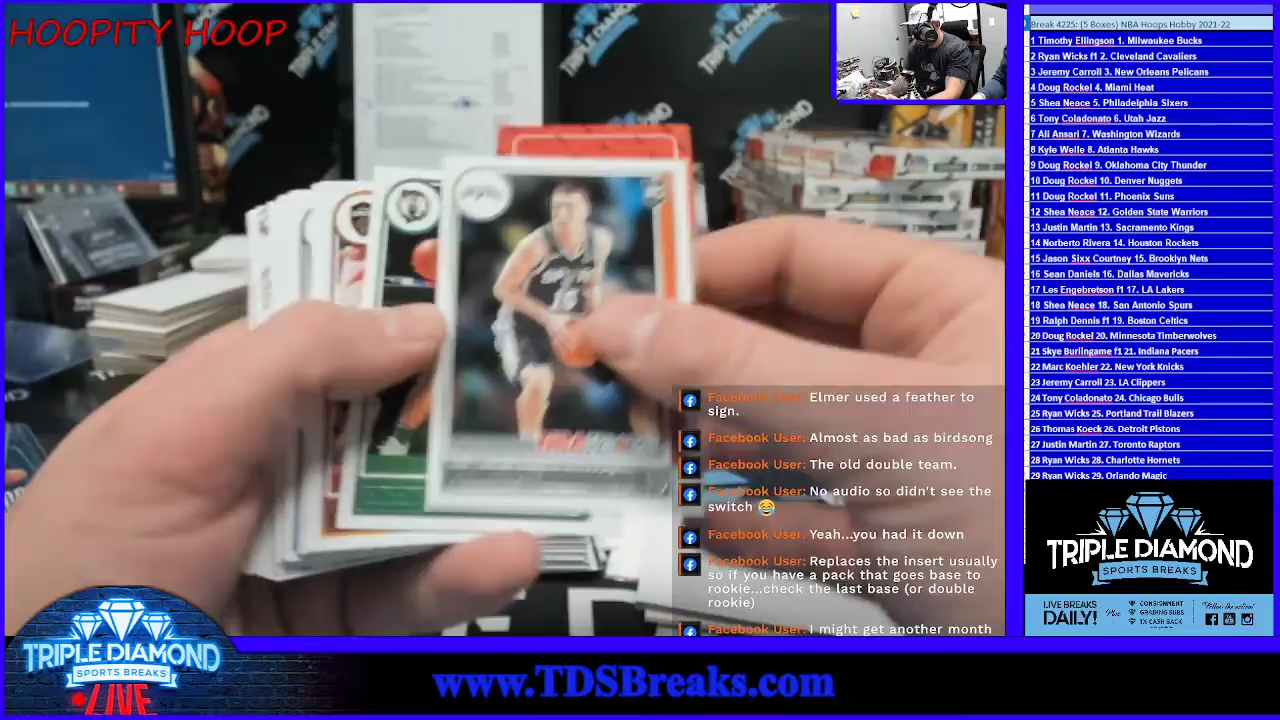 HOOPITY HOOP
Break 4225: (5 Boxes) NBA Hoops Hobby 2021-22
1 Timothy Ellingson 1. Milwaukee Bucks
2 Ryan Wicks f1 2. Cleveland Cavaliers
3 Jeremy Carroll 3. New Orleans Pelicans
4 Doug Rockel 4. Miami Heat
5 Shea Neace 5. Philadelphia Sixers
6 Tony Coladonato 6. Utah Jazz
7 Ali Ansari 7. Washington Wizards
8 Kyle Welle 8. Atlanta Hawks
9 Doug Rockel 9. Oklahoma City Thunder
10 Doug Rockel 10. Denver Nuggets
11 Doug Rockel 11. Phoenix Suns
12 Shea Neace 12. Golden State Warriors
13 Justin Martin 13. Sacramento Kings
14 Norberto Rivera 14. Houston Rockets
15 Jason Sixx Courtney 15. Brooklyn Nets
16 Sean Daniels 16. Dallas Mavericks
17 Les Engebretson f1 17. LA Lakers
18 Shea Neace 18. San Antonio Spurs
19 Ralph Dennis f1 19. Boston Celtics
20 Doug Rockel 20. Minnesota Timberwolves
21 Skye Burlingame f1 21. Indiana Pacers
22 Marc Koehler 22. New York Knicks
23 Jeremy Carroll 23. LA Clippers
24 Tony Coladonato 24. Chicago Bulls
25 Ryan Wicks 25. Portland Trail Blazers
26 Thomas Koeck 26. Detroit Pistons
27 Justin Martin 27. Toronto Raptors
28 Ryan Wicks 28. Charlotte Hornets
29 Ryan Wicks 29. Orlando Magic
Facebook User: Elmer used a feather to
sign.
Facebook User: Almost as bad as birdsong
Facebook User: The old double team.
Facebook User: No audio so didn't see the
switch 😂
Facebook User: Yeah...you had it down
Facebook User: Replaces the insert usually
so if you have a pack that goes base to
rookie...check the last base (or double
rookie)
Facebook User: I might get another month
TRIPLE DIAMOND
SPORTS BREAKS
LIVE BREAKS
DAILY!
Plus
CONSIGNMENT
GRADING SUBS
1% CASH BACK
Follow the action!
TRIPLE DIAMOND
SPORTS BREAKS
LIVE
www.TDSBreaks.com